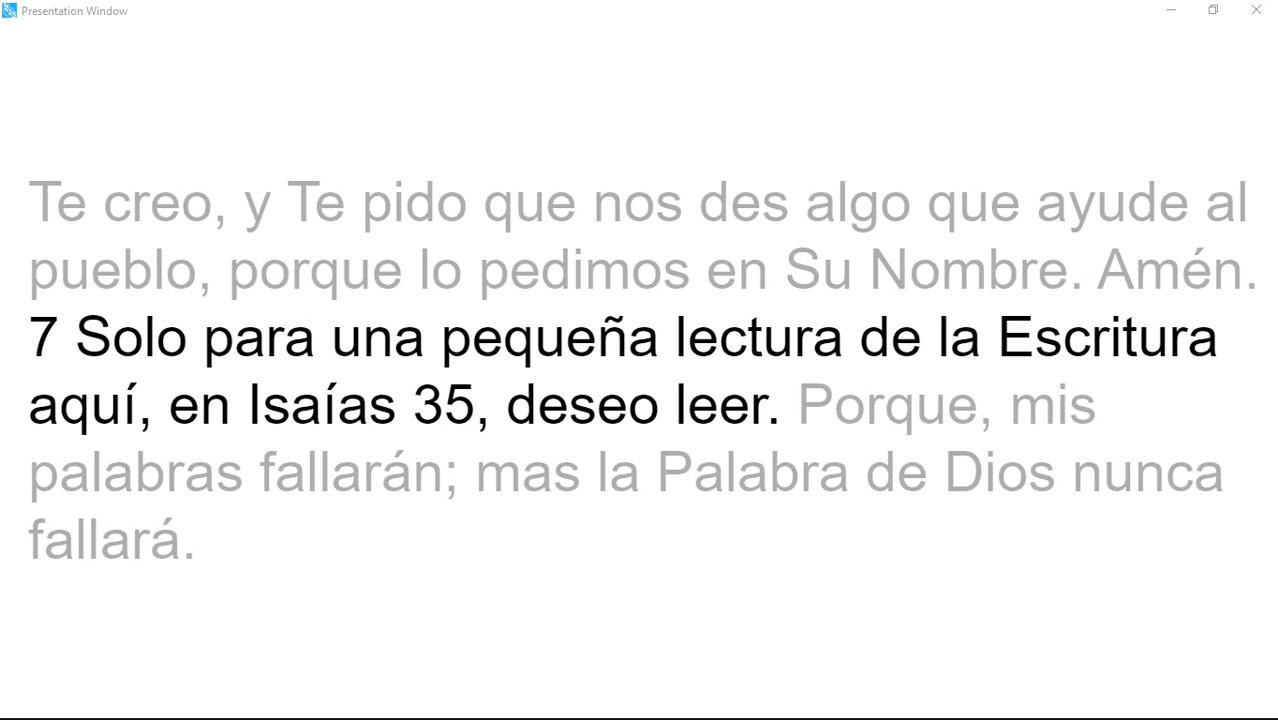 Presentation Window
Te creo, y Te pido que nos des algo que ayude al
pueblo, porque lo pedimos en Su Nombre. Amén.
7 Solo para una pequeña lectura de la Escritura
aquí, en Isaías 35, deseo leer. Porque, mis
palabras fallarán; mas la Palabra de Dios nunca
fallará.